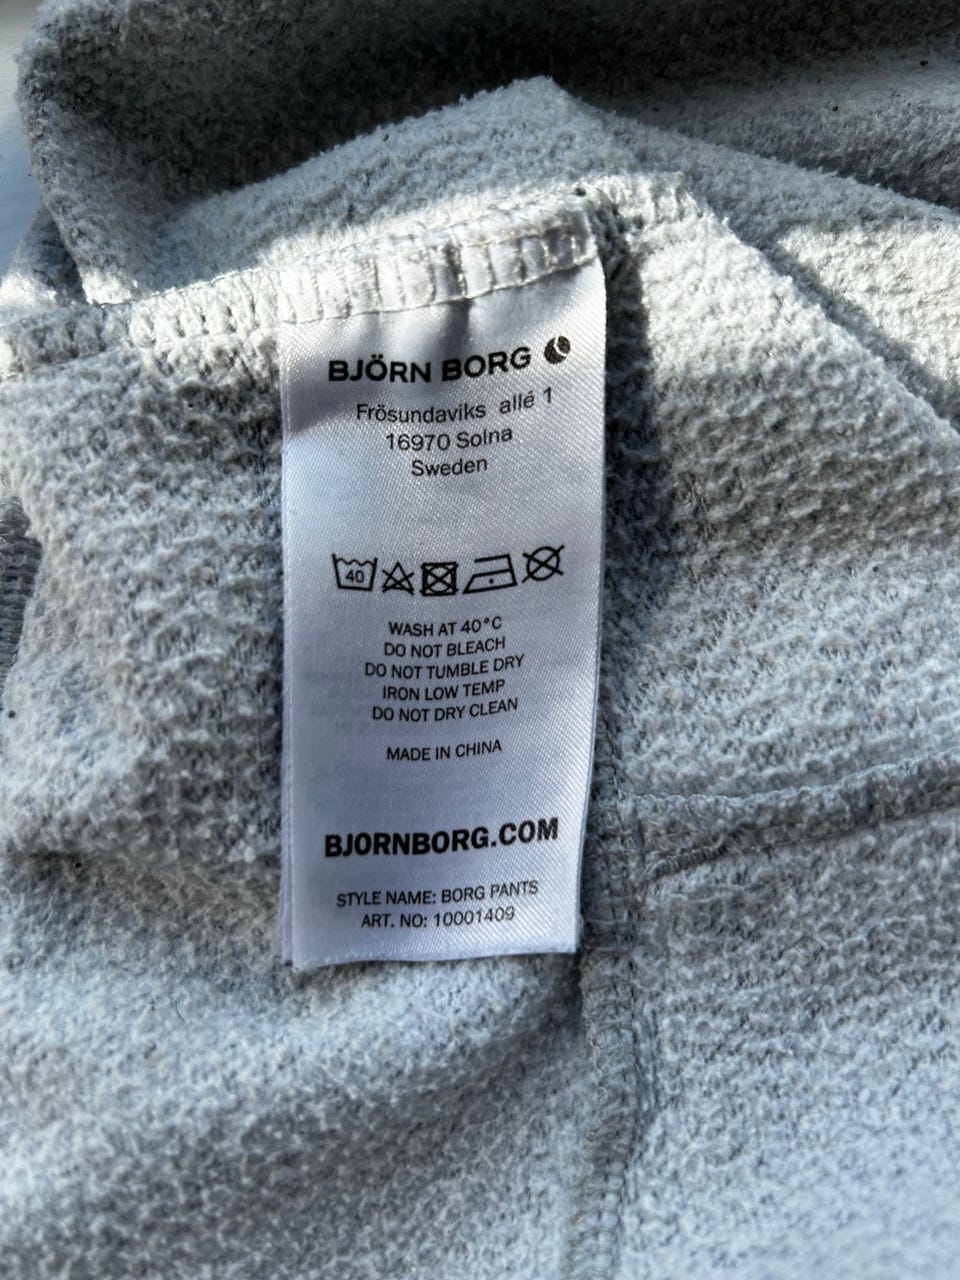 BJÖRN BORG
Frösundaviks allé 1
16970 Solna
Sweden
40
WASH AT 40°C
DO NOT BLEACH
DO NOT TUMBLE DRY
IRON LOW TEMP
DO NOT DRY CLEAN
MADE IN CHINA
BJORNBORG.COM
STYLE NAME: BORG PANTS
ART. NO: 10001409